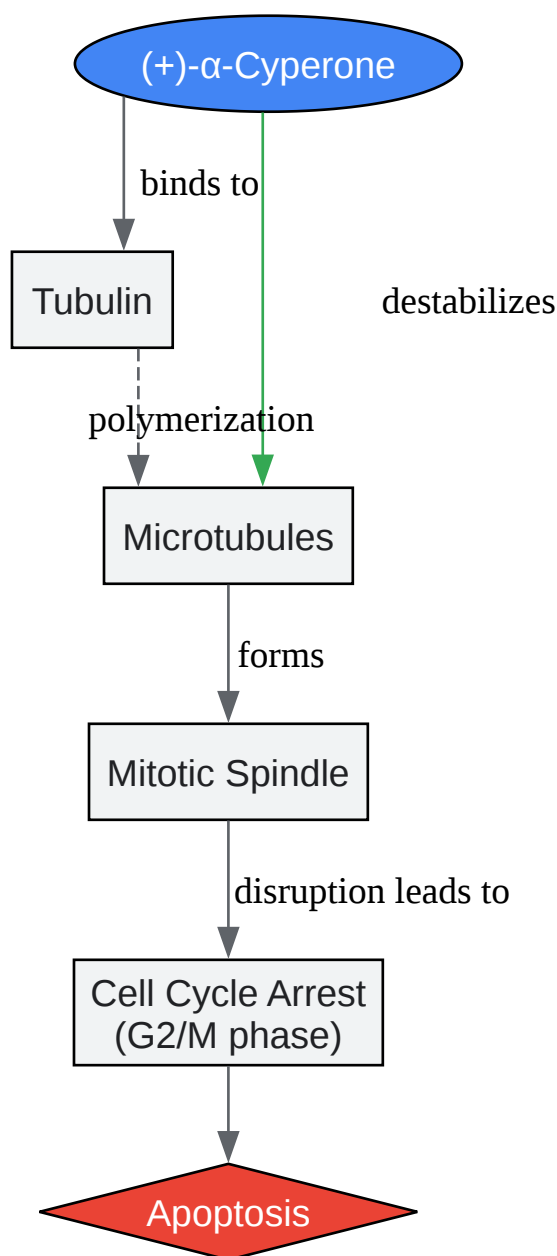 (+)-α-Cyperone
binds to
Tubulin
destabilizes
polymerization
Microtubules
forms
Mitotic Spindle
disruption leads to
Cell Cycle Arrest
(G2/M phase)
Apoptosis